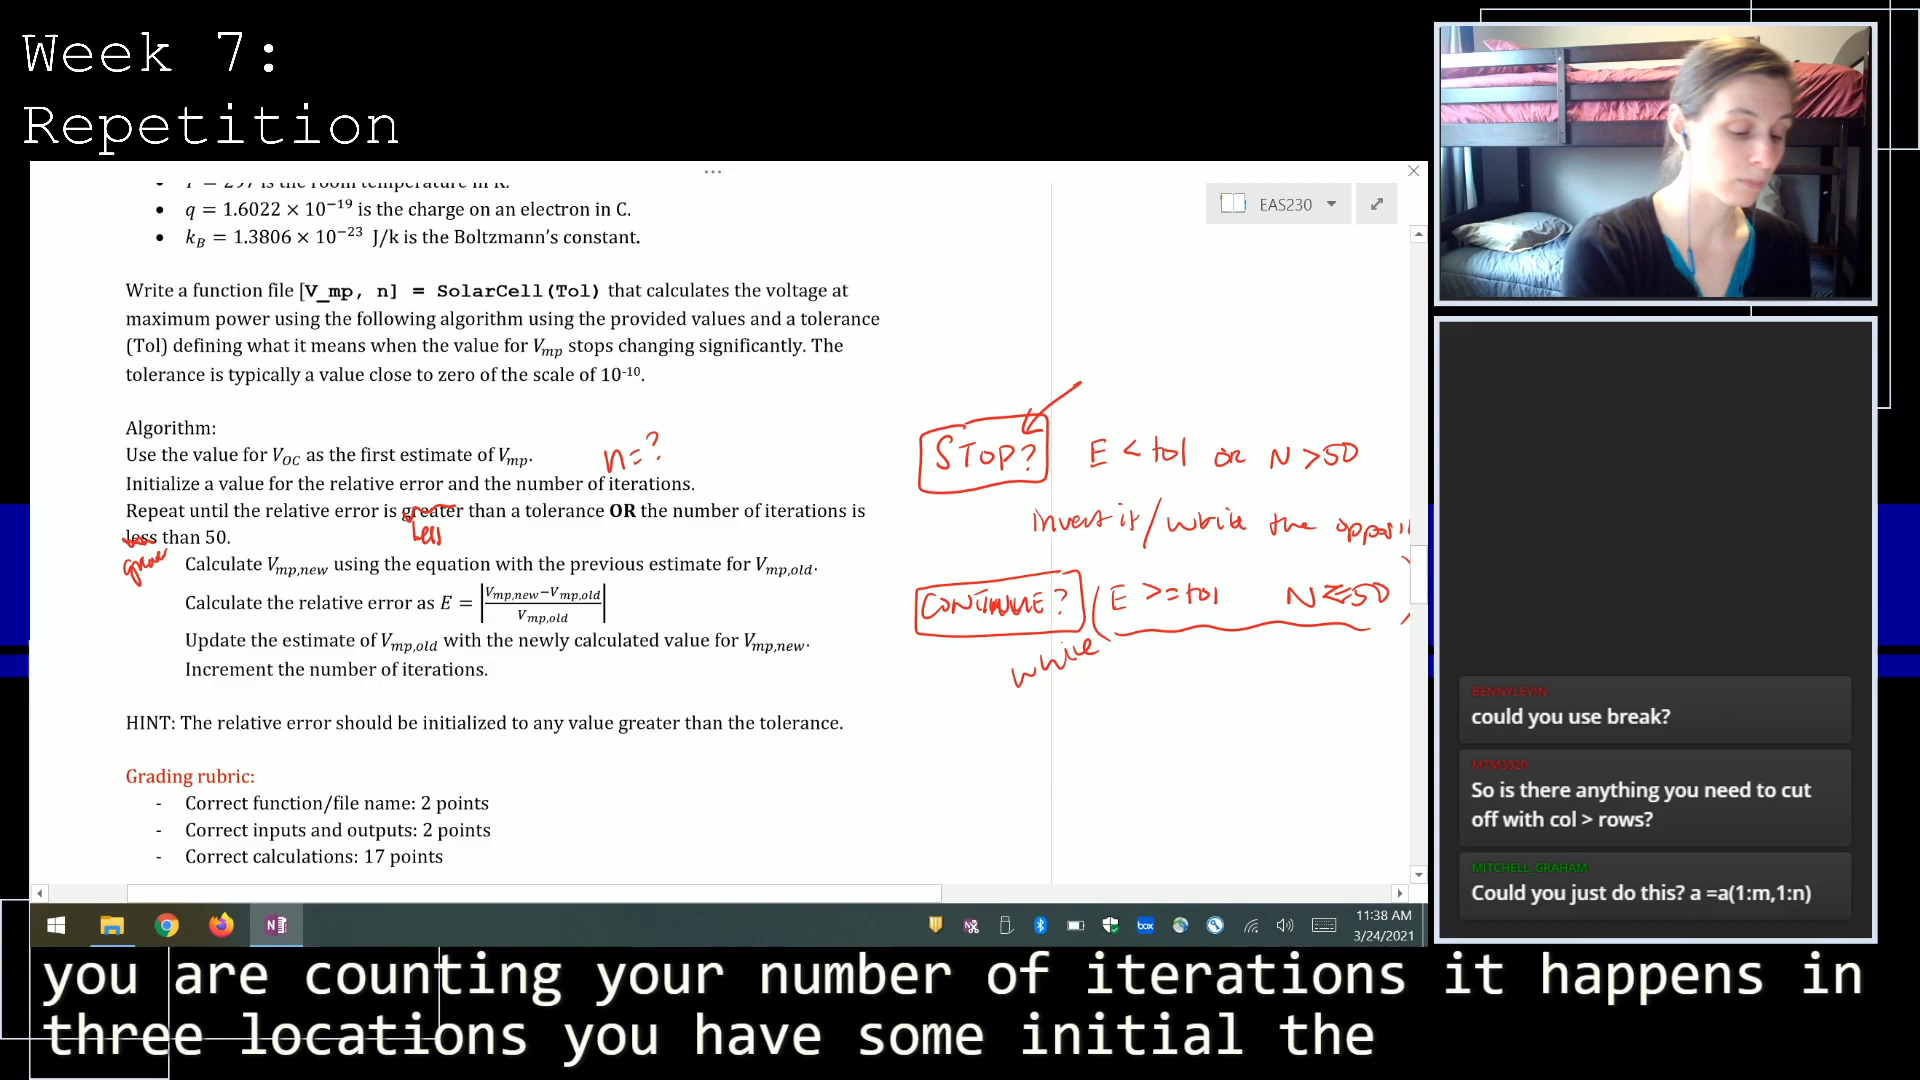 Week 7:
Repetition
EAS230
• T = 297 is the room temperature in K.
• q = 1.6022 × 10⁻¹⁹ is the charge on an electron in C.
• k_B = 1.3806 × 10⁻²³ J/k is the Boltzmann’s constant.
Write a function file [V_mp, n] = SolarCell(Tol) that calculates the voltage at
maximum power using the following algorithm using the provided values and a tolerance
(Tol) defining what it means when the value for V_mp stops changing significantly. The
tolerance is typically a value close to zero of the scale of 10⁻¹⁰.
Algorithm:
Use the value for V_OC as the first estimate of V_mp.
n=?
Initialize a value for the relative error and the number of iterations.
Repeat until the relative error is greater than a tolerance OR the number of iterations is
less
less than 50.
Calculate V_mp,new using the equation with the previous estimate for V_mp,old.
Calculate the relative error as E = |(V_mp,new−V_mp,old)/V_mp,old|
Update the estimate of V_mp,old with the newly calculated value for V_mp,new.
Increment the number of iterations.
HINT: The relative error should be initialized to any value greater than the tolerance.
Grading rubric:
- Correct function/file name: 2 points
- Correct inputs and outputs: 2 points
- Correct calculations: 17 points
STOP? E < tol or N >50
invert it/write the
CONTINUE? (E >=tol N <=50 )
while
BENNYLEVIN
could you use break?
MTM3520
So is there anything you need to cut
off with col > rows?
MITCHELL_GRAHAM
Could you just do this? a =a(1:m,1:n)
box
11:38 AM
3/24/2021
you are counting your number of iterations it happens in
three locations you have some initial the